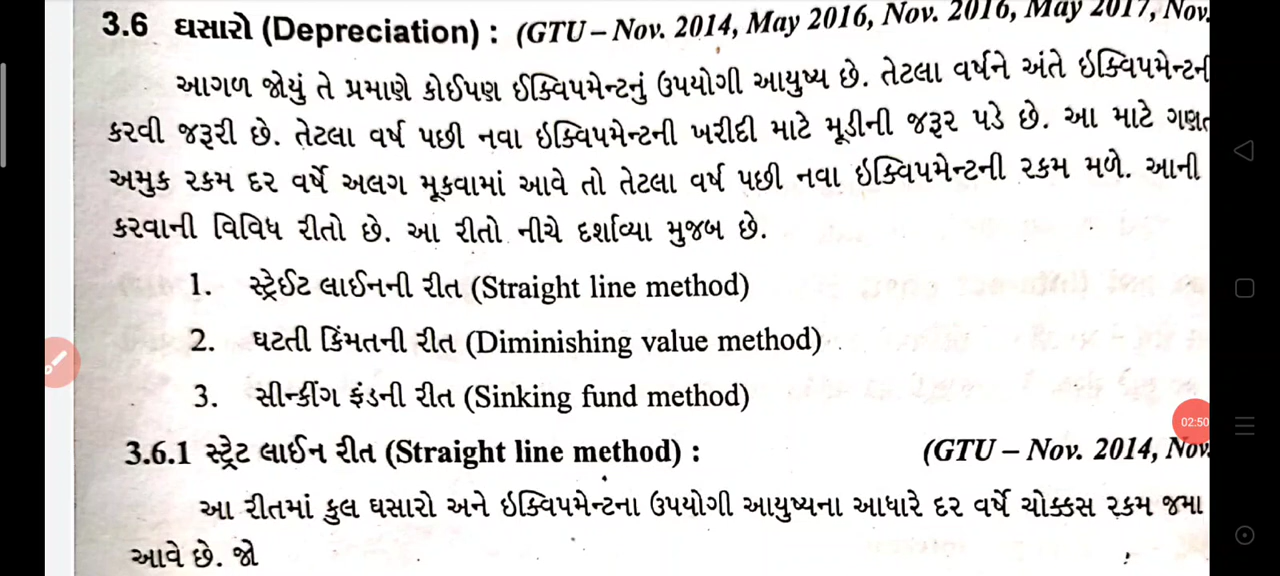 3.6 ઘસારો (Depreciation) : (GTU – Nov. 2014, May 2016, Nov. 2016, May 2017, Nov.
આગળ જોયું તે પ્રમાણે કોઈપણ ઈક્વિપમેન્ટનું ઉપયોગી આયુષ્ય છે. તેટલા વર્ષને અંતે ઇક્વિપમેન્ટની
કરવી જરૂરી છે. તેટલા વર્ષ પછી નવા ઇક્વિપમેન્ટની ખરીદી માટે મૂડીની જરૂર પડે છે. આ માટે
અમુક રકમ દર વર્ષે અલગ મૂકવામાં આવે તો તેટલા વર્ષ પછી નવા ઇક્વિપમેન્ટની રકમ મળે. આની
કરવાની વિવિધ રીતો છે. આ રીતો નીચે દર્શાવ્યા મુજબ છે.
1. સ્ટ્રેઈટ લાઈનની રીત (Straight line method)
2. ઘટતી કિંમતની રીત (Diminishing value method)
3. સીન્કીંગ ફંડની રીત (Sinking fund method)
02:50
3.6.1 સ્ટ્રેટ લાઈન રીત (Straight line method) : (GTU – Nov. 2014, Nov.
આ રીતમાં કુલ ઘસારો અને ઇક્વિપમેન્ટના ઉપયોગી આયુષ્યના આધારે દર વર્ષે ચોક્કસ રકમ જમા
આવે છે. જો